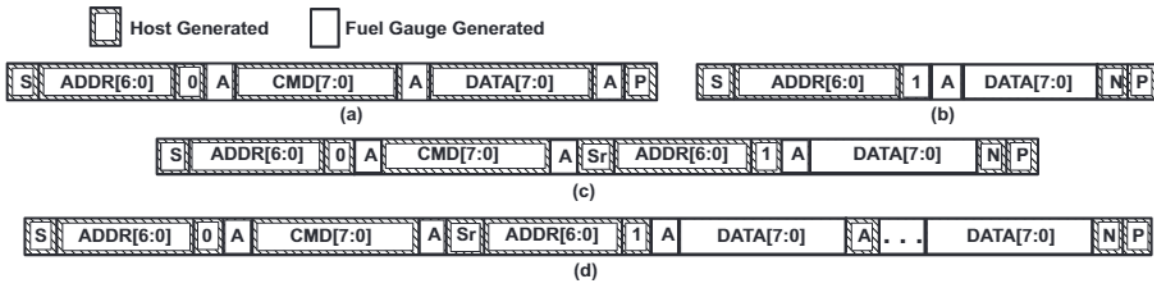 Host Generated Fuel Gauge Generated
S ADDR[6:0] 0 A CMD[7:0] A DATA[7:0] A P
S ADDR[6:0] 1 A DATA[7:0] N P
(a)
(b)
S ADDR[6:0] 0 A CMD[7:0] A Sr ADDR[6:0] 1 A DATA[7:0] N P
(c)
S ADDR[6:0] 0 A CMD[7:0] A Sr ADDR[6:0] 1 A DATA[7:0] A ... DATA[7:0] N P
(d)